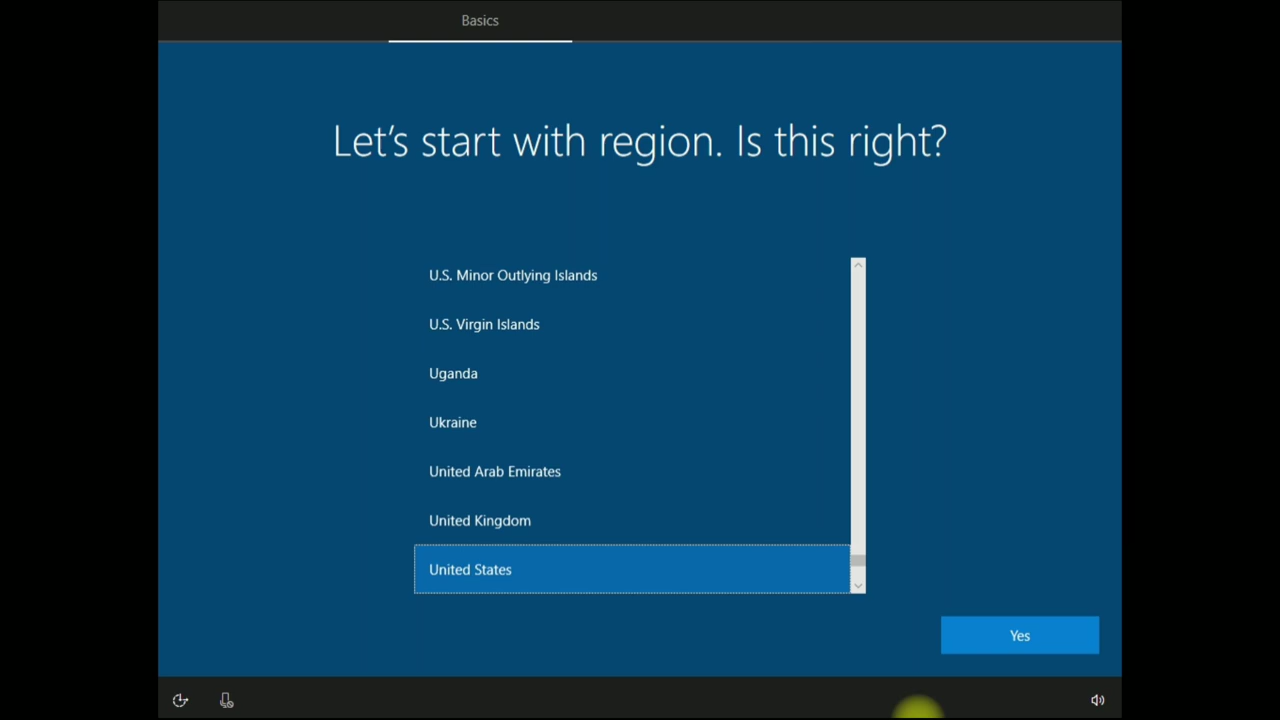 Basics
Let's start with region. Is this right?
U.S. Minor Outlying Islands
U.S. Virgin Islands
Uganda
Ukraine
United Arab Emirates
United Kingdom
United States
Yes